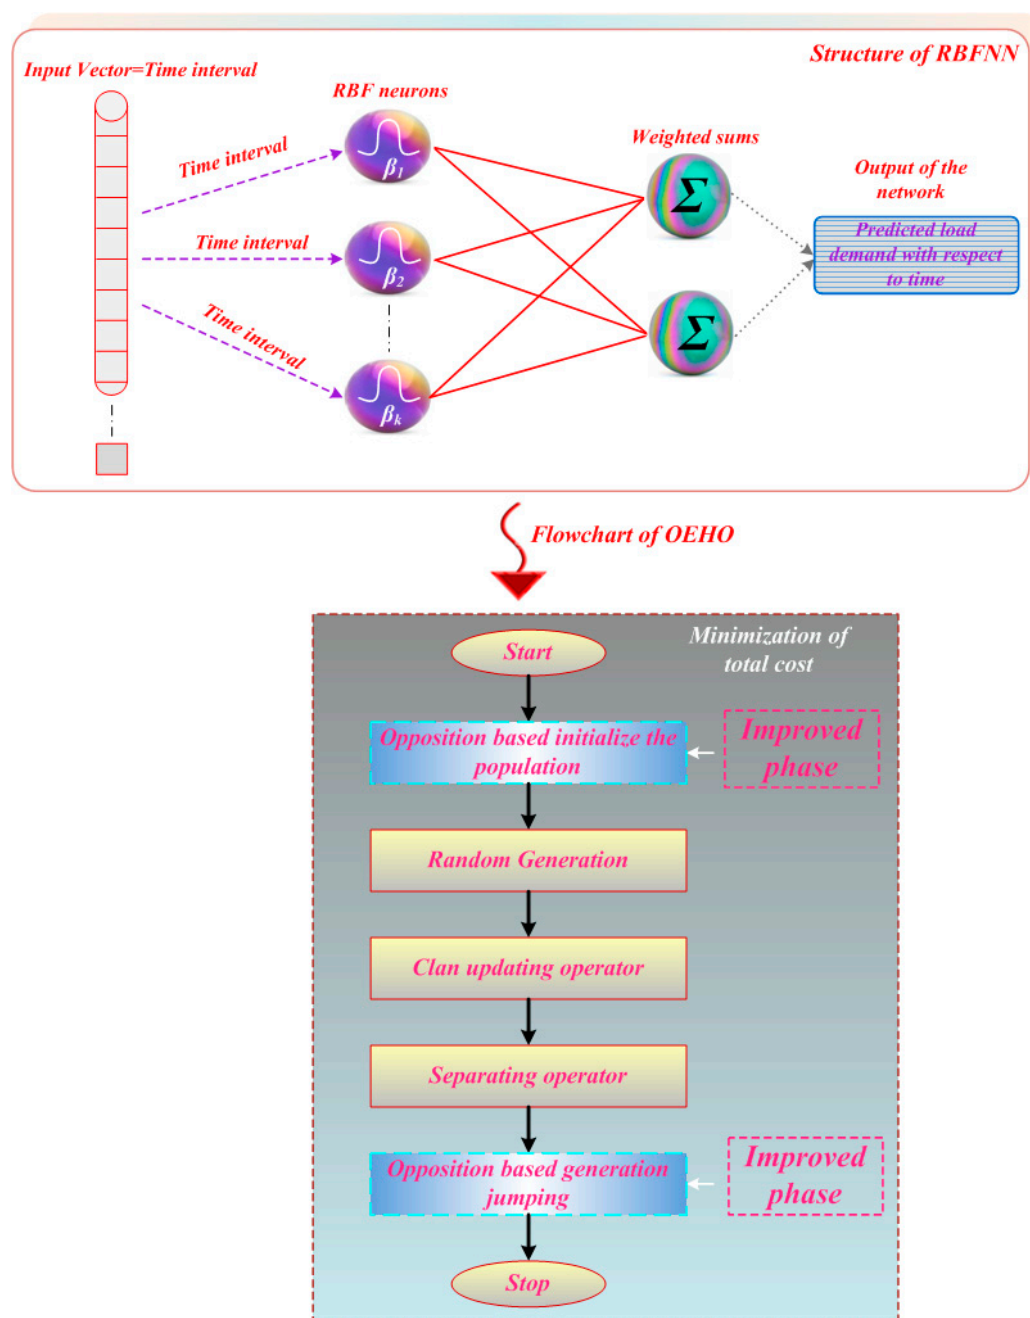 Structure of RBFNN
Input Vector=Time interval
RBF neurons
Time interval
β1
Weighted sums
Σ
Output of the
network
Time interval
β2
Predicted load
demand with respect
to time
Σ
Time interval
βk
Flowchart of OEHO
Minimization of
total cost
Start
Opposition based initialize the
population
Improved
phase
Random Generation
Clan updating operator
Separating operator
Opposition based generation
jumping
Improved
phase
Stop